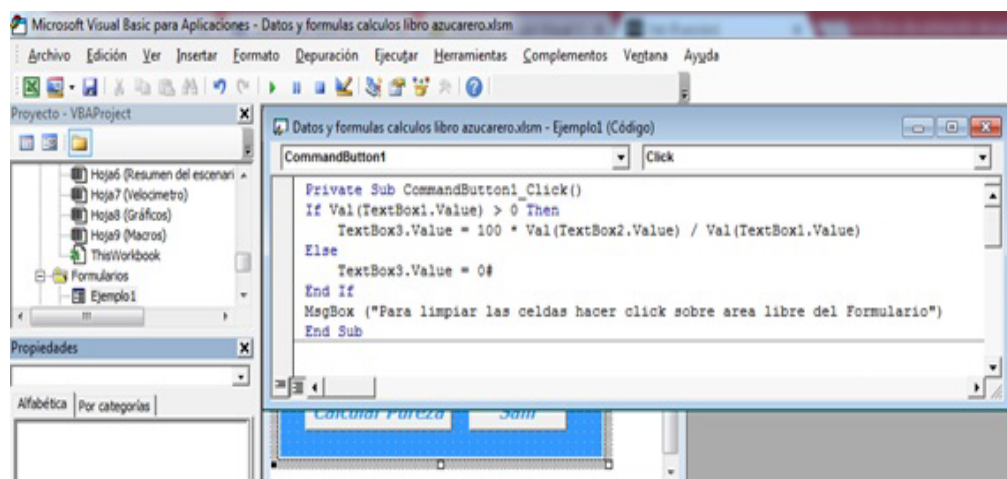 Microsoft Visual Basic para Aplicaciones - Datos y formulas calculos libro azucarero.xlsm
Archivo Edición Ver Insertar Formato Depuración Ejecutar Herramientas Complementos Ventana Ayuda
Proyecto - VBAProject
Hoja6 (Resumen del escenari
Hoja7 (Velocimetro)
Hoja8 (Gráficos)
Hoja9 (Macros)
ThisWorkbook
Formularios
Ejemplo1
Propiedades
Alfabética Por categorías
Datos y formulas calculos libro azucarero.xlsm - Ejemplo1 (Código)
CommandButton1 Click
Private Sub CommandButton1_Click()
If Val(TextBox1.Value) > 0 Then
TextBox3.Value = 100 * Val(TextBox2.Value) / Val(TextBox1.Value)
Else
TextBox3.Value = 0#
End If
MsgBox ("Para limpiar las celdas hacer click sobre area libre del Formulario")
End Sub
Calcular Pureza Salir